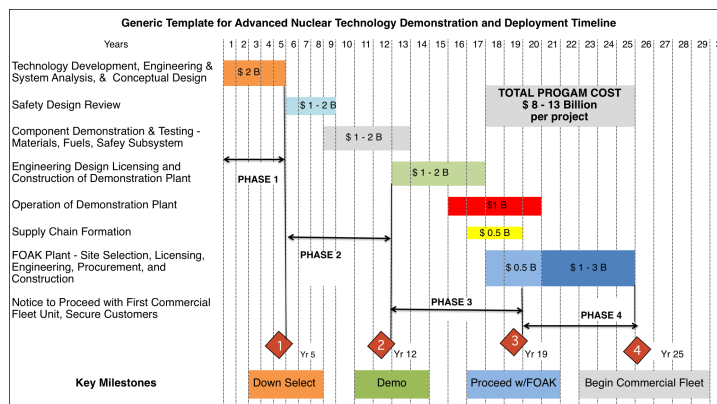 Generic Template for Advanced Nuclear Technology Demonstration and Deployment Timeline
Years 1 2 3 4 5 6 7 8 9 10 11 12 13 14 15 16 17 18 19 20 21 22 23 24 25 26 27 28 29
Technology Development, Engineering &
System Analysis, & Conceptual Design
$ 2 B
TOTAL PROGAM COST
$ 8 - 13 Billion
per project
Safety Design Review
$ 1 - 2 B
Component Demonstration & Testing -
Materials, Fuels, Safey Subsystem
$ 1 - 2 B
PHASE 1
Engineering Design Licensing and
Construction of Demonstration Plant
$ 1 - 2 B
Operation of Demonstration Plant
$1 B
Supply Chain Formation
$ 0.5 B
PHASE 2
FOAK Plant - Site Selection, Licensing,
Engineering, Procurement, and
Construction
$ 0.5 B
$ 1 - 3 B
Notice to Proceed with First Commercial
Fleet Unit, Secure Customers
PHASE 3
PHASE 4
1
Yr 5
2
Yr 12
3
Yr 19
4
Yr 25
Key Milestones
Down Select
Demo
Proceed w/FOAK
Begin Commercial Fleet